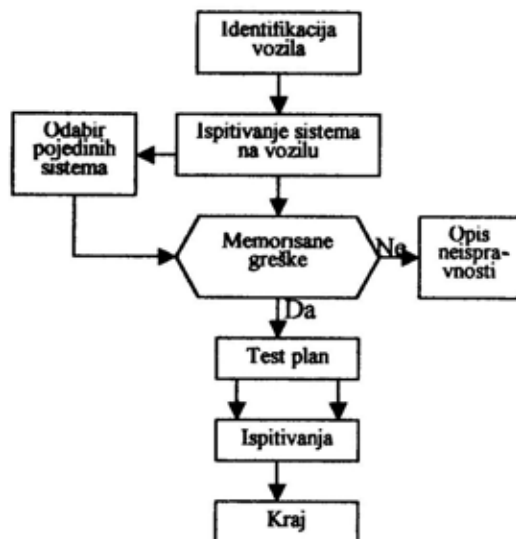 Identifikacija
vozila
Odabir
pojedinih
sistema
Ispitivanje sistema
na vozilu
Memorisane
greške
Ne
Opis
neispra-
vnosti
Da
Test plan
Ispitivanja
Kraj